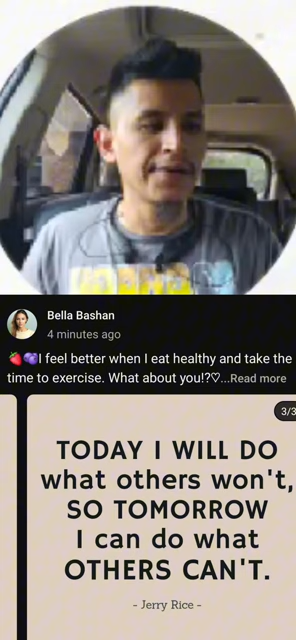 Bella Bashan
4 minutes ago
🍓🍇I feel better when I eat healthy and take the
time to exercise. What about you!?♡...Read more
3/3
TODAY I WILL DO
what others won't,
SO TOMORROW
I can do what
OTHERS CAN'T.
- Jerry Rice -